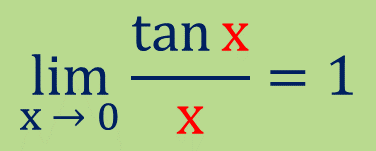 lim tan x / x = 1
x → 0